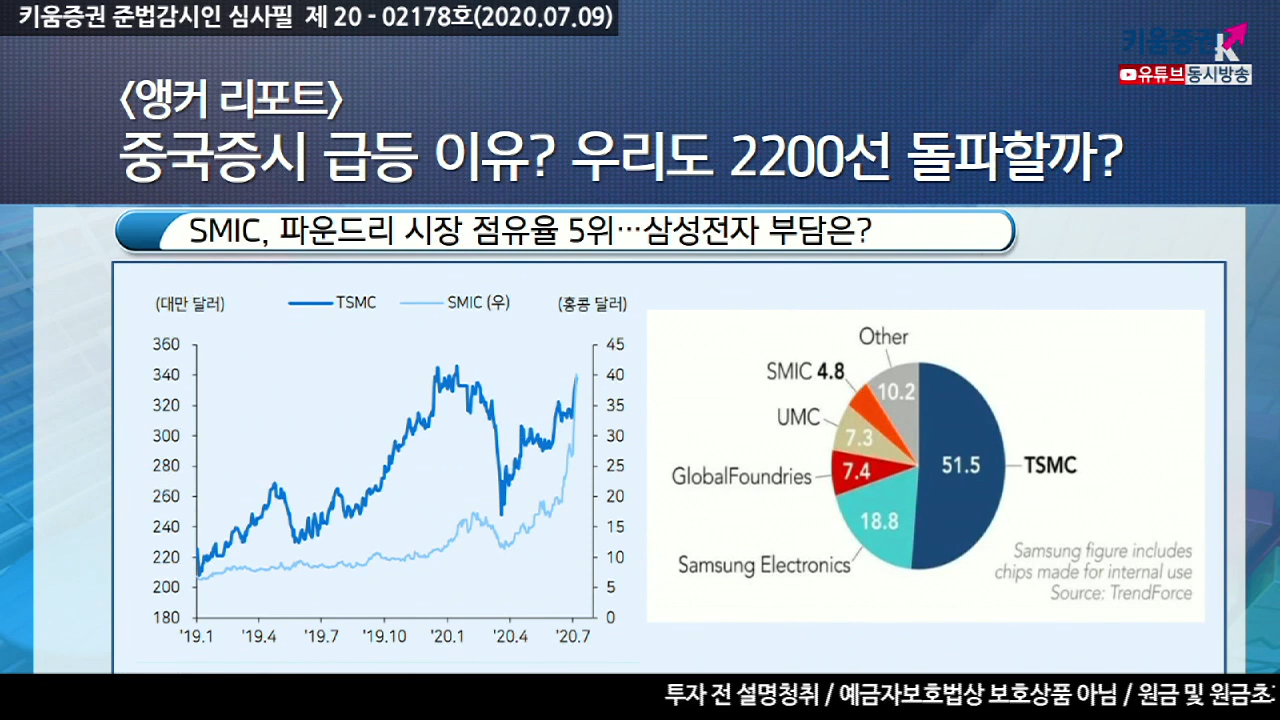 키움증권 준법감시인 심사필 제 20 - 02178호(2020.07.09)
키움증권
유튜브 동시방송
〈앵커 리포트〉
중국증시 급등 이유? 우리도 2200선 돌파할까?
SMIC, 파운드리 시장 점유율 5위…삼성전자 부담은?
(대만 달러) TSMC SMIC (우) (홍콩 달러)
360 45
340 40
320 35
300 30
280 25
260 20
240 15
220 10
200 5
180 0
'19.1 '19.4 '19.7 '19.10 '20.1 '20.4 '20.7
Other
10.2
SMIC 4.8
UMC
7.3
GlobalFoundries
7.4
51.5 TSMC
18.8
Samsung Electronics
Samsung figure includes
chips made for internal use
Source: TrendForce
투자 전 설명청취 / 예금자보호법상 보호상품 아님 / 원금 및 원금초